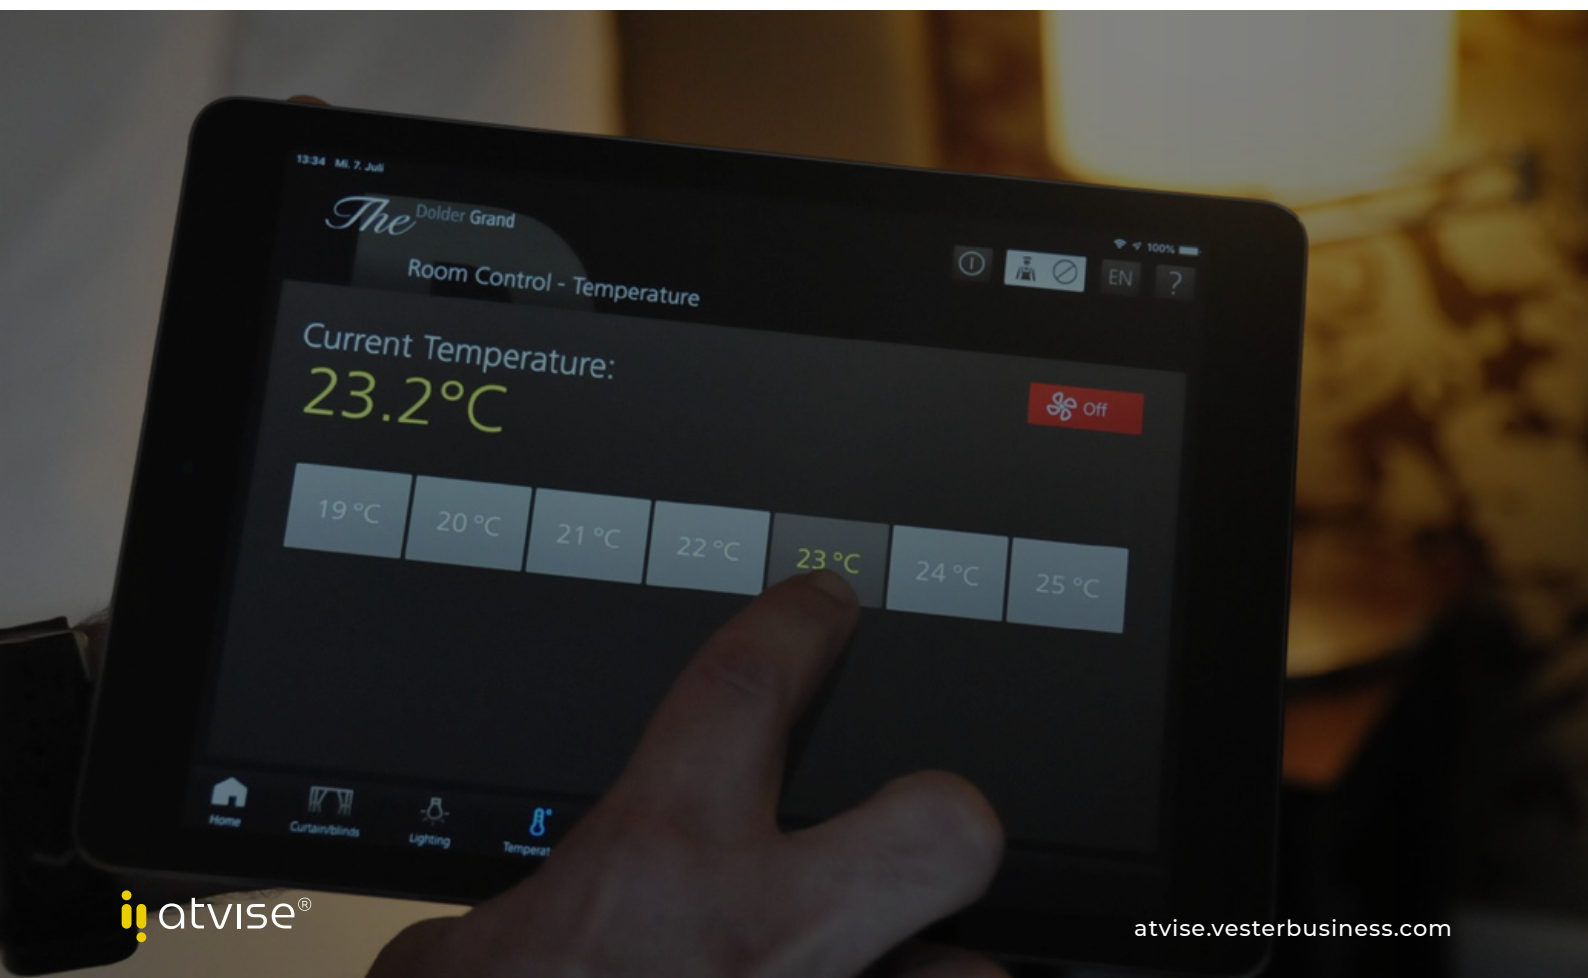 13:34 Mi. 7. Juli
The Dolder Grand
100%
Room Control - Temperature
EN ?
Current Temperature:
23.2°C
Off
19 °C 20 °C 21 °C 22 °C 23 °C 24 °C 25 °C
Home Curtain/blinds Lighting Temperat
atvise®
atvise.vesterbusiness.com